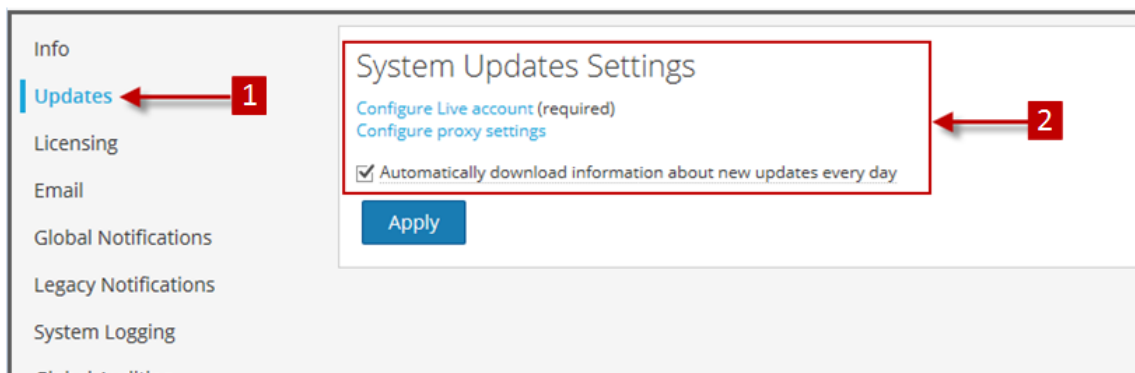 Info
Updates
1
Licensing
Email
Global Notifications
Legacy Notifications
System Logging
System Updates Settings
Configure Live account (required)
Configure proxy settings
Automatically download information about new updates every day
2
Apply